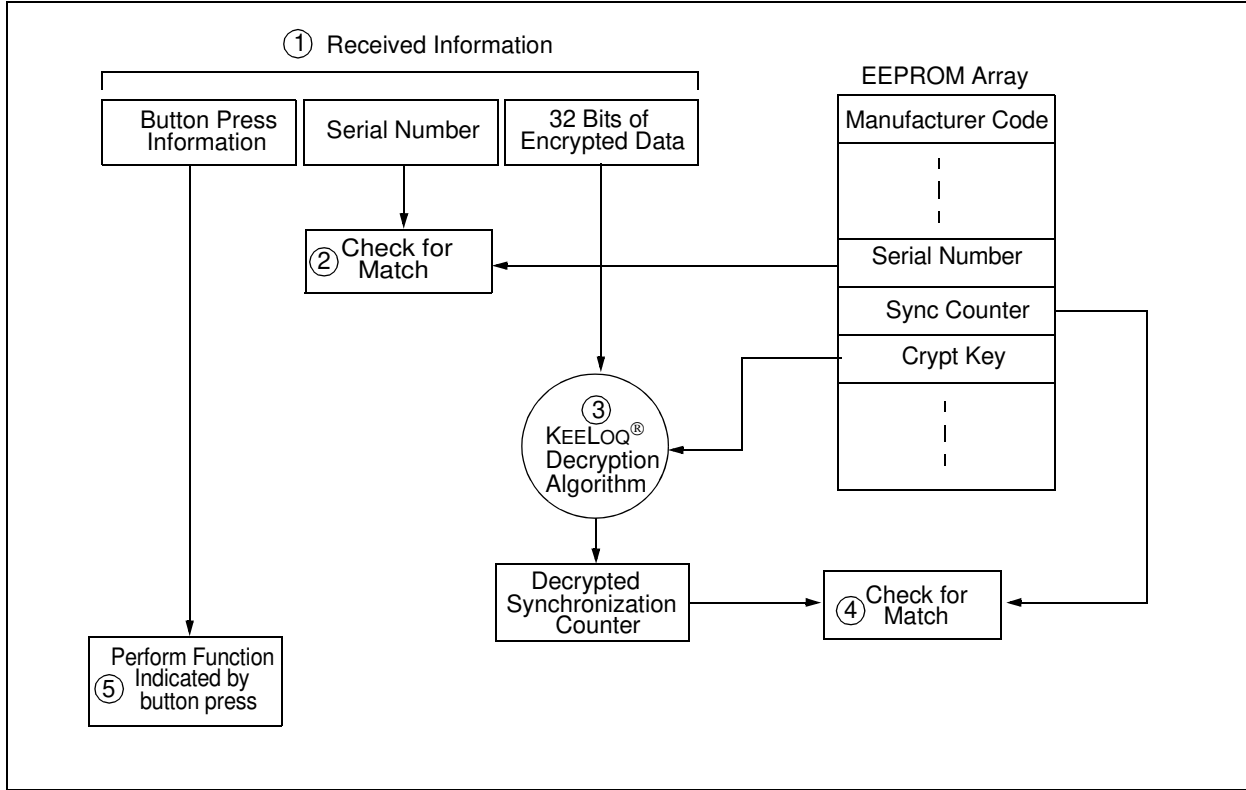 ① Received Information
Button Press
Information
Serial Number
32 Bits of
Encrypted Data
EEPROM Array
Manufacturer Code
Serial Number
Sync Counter
Crypt Key
② Check for
Match
③
KEELOQ®
Decryption
Algorithm
Decrypted
Synchronization
Counter
④ Check for
Match
⑤ Perform Function
Indicated by
button press